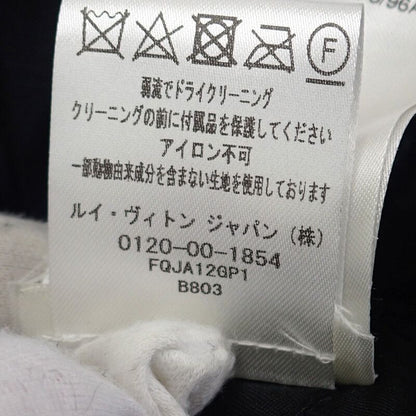 F
弱流でドライクリーニング
クリーニングの前に付属品を保護してください
アイロン不可
一部動物由来成分を含まない生地を使用しております
ルイ・ヴィトン ジャパン（株）
0120-00-1854
FQJA12GP1
B803